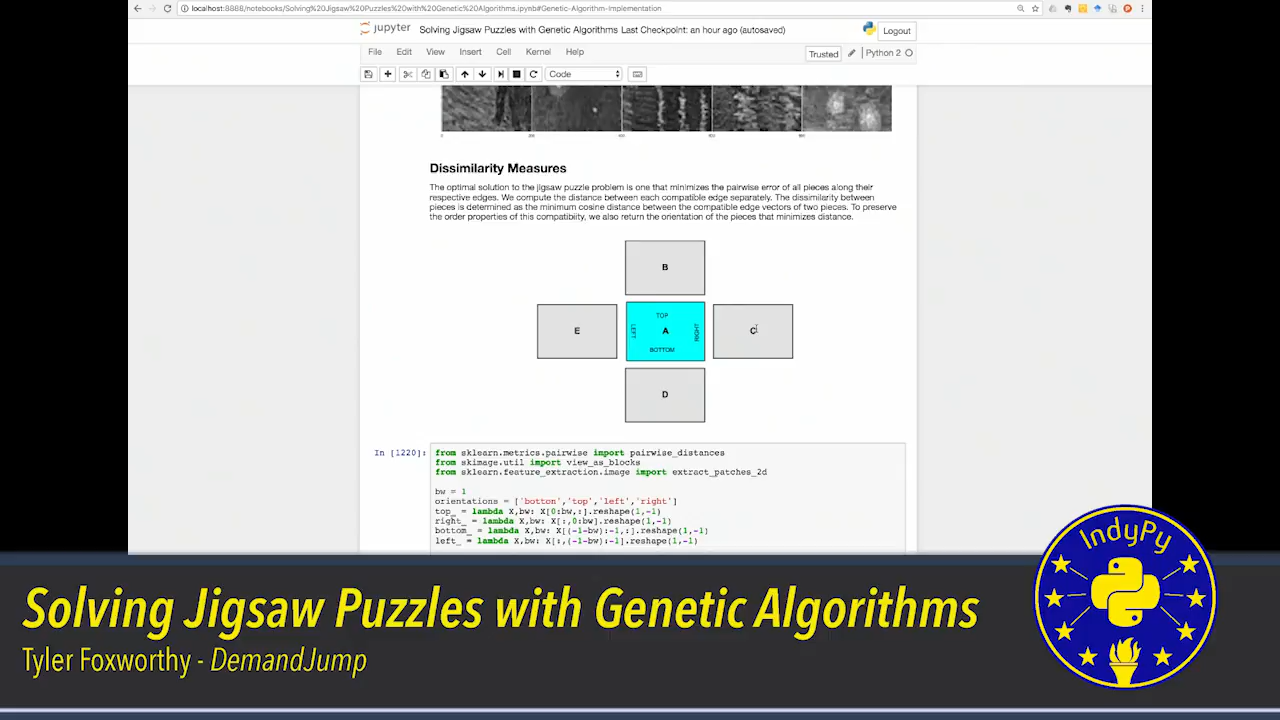 localhost:8888/notebooks/Solving%20Jigsaw%20Puzzles%20with%20Genetic%20Algorithms.ipynb#Genetic-Algorithm-Implementation
jupyter Solving Jigsaw Puzzles with Genetic Algorithms Last Checkpoint: an hour ago (autosaved)
Logout
File Edit View Insert Cell Kernel Help
Trusted Python 2
Code
Dissimilarity Measures
The optimal solution to the jigsaw puzzle problem is one that minimizes the pairwise error of all pieces along their
respective edges. We compute the distance between each compatible edge separately. The dissimilarity between
pieces is determined as the minimum cosine distance between the compatible edge vectors of two pieces. To preserve
the order properties of this compatibility, we also return the orientation of the pieces that minimizes distance.
B
TOP
E LEFT A RIGHT C
BOTTOM
D
In [1220]:
from sklearn.metrics.pairwise import pairwise_distances
from skimage.util import view_as_blocks
from sklearn.feature_extraction.image import extract_patches_2d
bw = 1
orientations = ['botton','top','left','right']
top_ = lambda X,bw: X[0:bw,:].reshape(1,-1)
right_ = lambda X,bw: X[:,0:bw].reshape(1,-1)
bottom_ = lambda X,bw: X[(-1-bw):-1,:].reshape(1,-1)
left_ = lambda X,bw: X[:,(-1-bw):-1].reshape(1,-1)
IndyPy
Solving Jigsaw Puzzles with Genetic Algorithms
Tyler Foxworthy - DemandJump